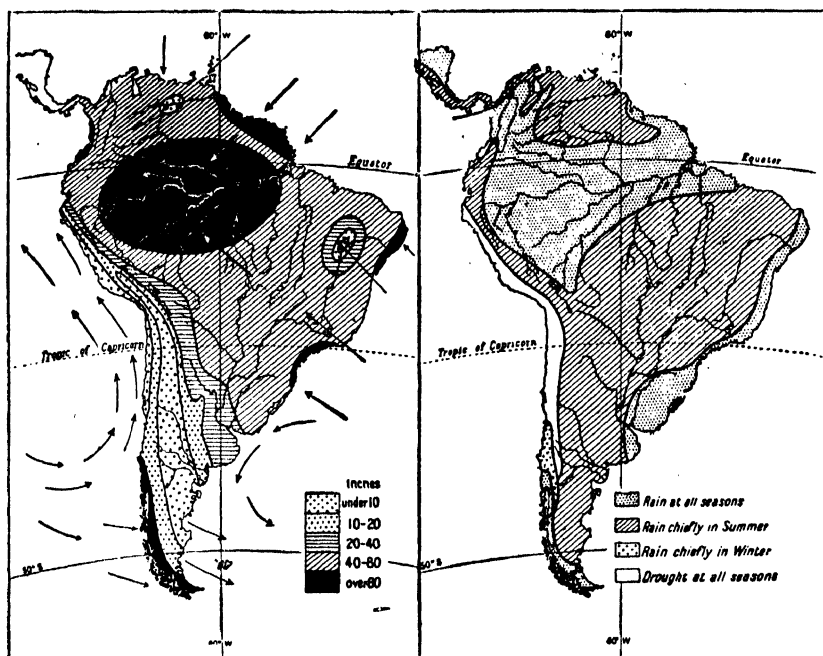 60° W
Equator
Tropic of Capricorn
Inches
under 10
10-20
20-40
40-80
over 80
50° S
60° W
60° W
Equator
Tropic of Capricorn
Rain at all seasons
Rain chiefly in Summer
Rain chiefly in Winter
Drought at all seasons
50° S
60° W